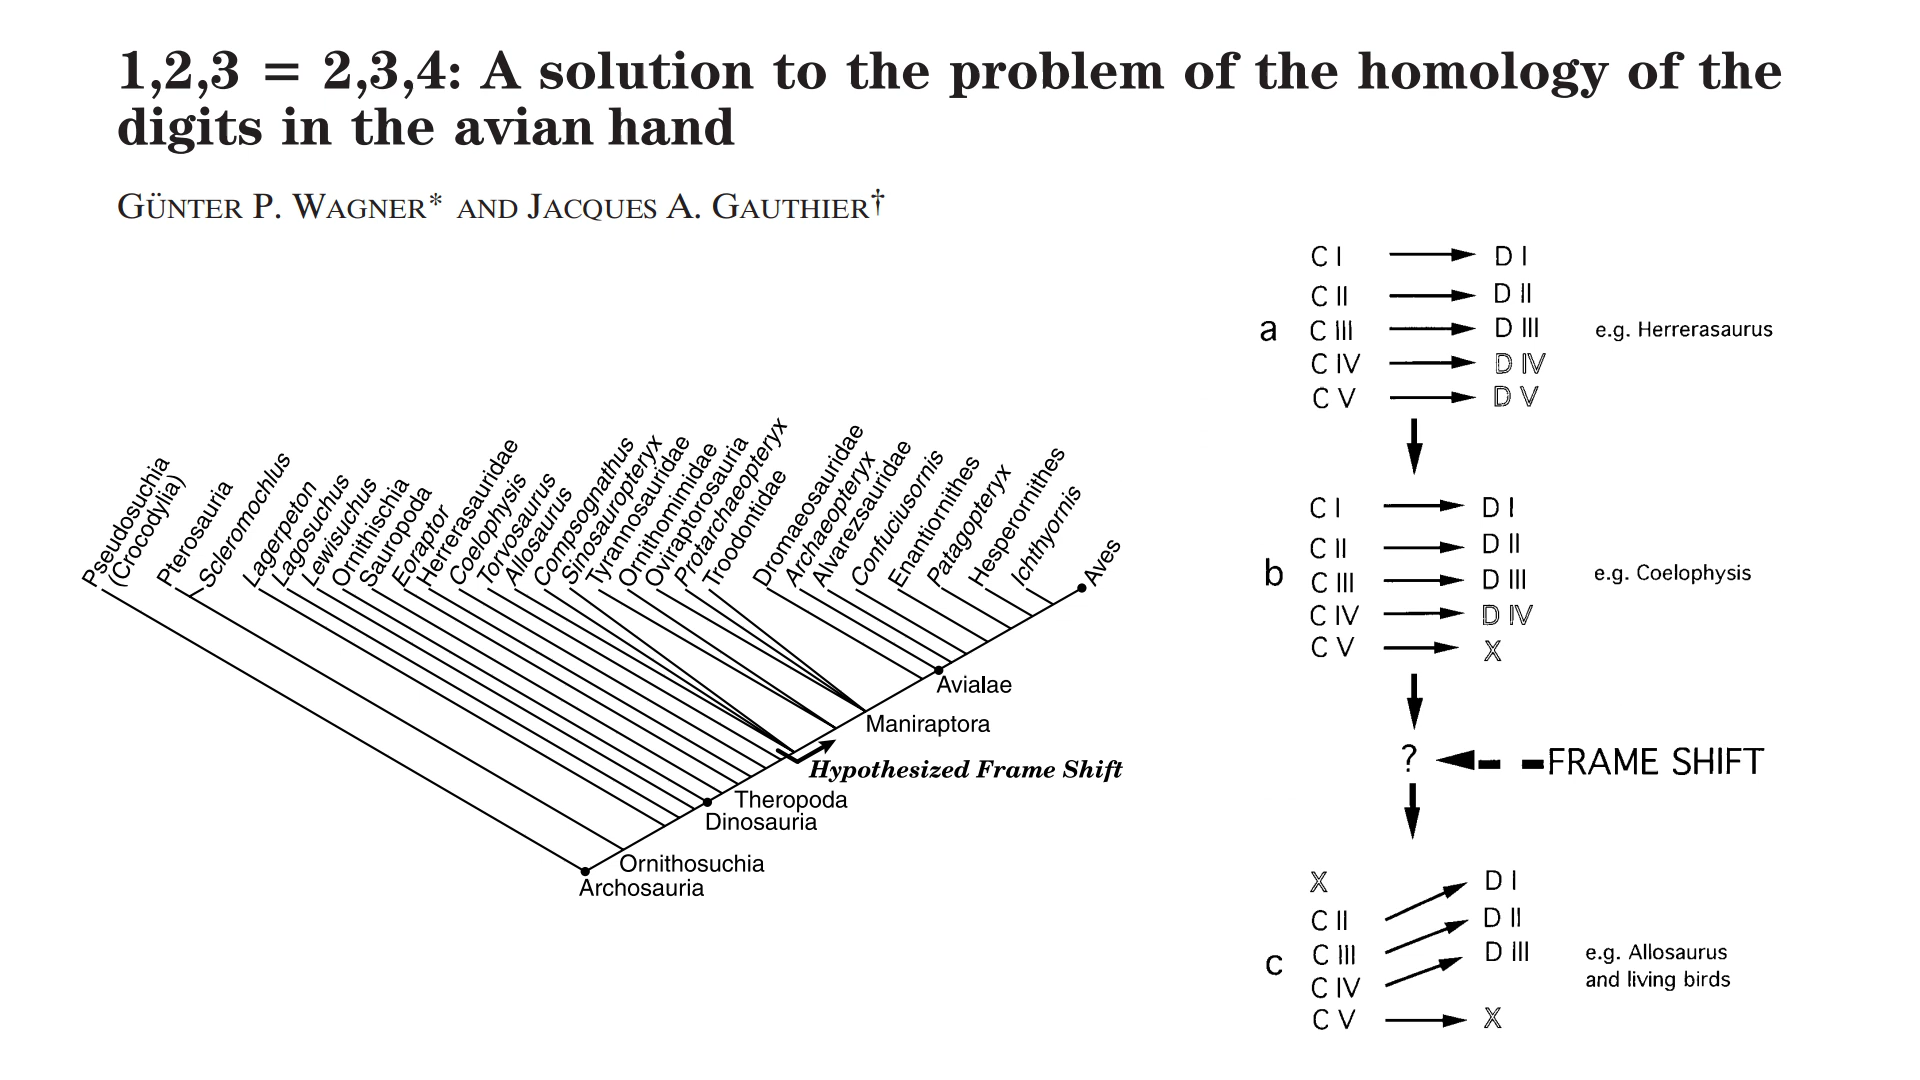 1,2,3 = 2,3,4: A solution to the problem of the homology of the
digits in the avian hand
GÜNTER P. WAGNER* AND JACQUES A. GAUTHIER†
Pseudosuchia
(Crocodylia)
Pterosauria
Scleromochlus
Lagerpeton
Lagosuchus
Lewisuchus
Ornithischia
Sauropoda
Eoraptor
Herrerasauridae
Coelophysis
Torvosaurus
Allosaurus
Compsognathus
Sinosauropteryx
Tyrannosauridae
Ornithomimidae
Oviraptorosauria
Protarchaeopteryx
Troodontidae
Dromaeosauridae
Archaeopteryx
Alvarezsauridae
Confuciusornis
Enantiornithes
Patagopteryx
Hesperornithes
Ichthyornis
Aves
Avialae
Maniraptora
Hypothesized Frame Shift
Theropoda
Dinosauria
Ornithosuchia
Archosauria
a
C I D I
C II D II
C III D III
C IV D IV
C V D V
e.g. Herrerasaurus
b
C I D I
C II D II
C III D III
C IV D IV
C V X
e.g. Coelophysis
? FRAME SHIFT
c
X D I
C II D II
C III D III
C IV
C V X
e.g. Allosaurus
and living birds